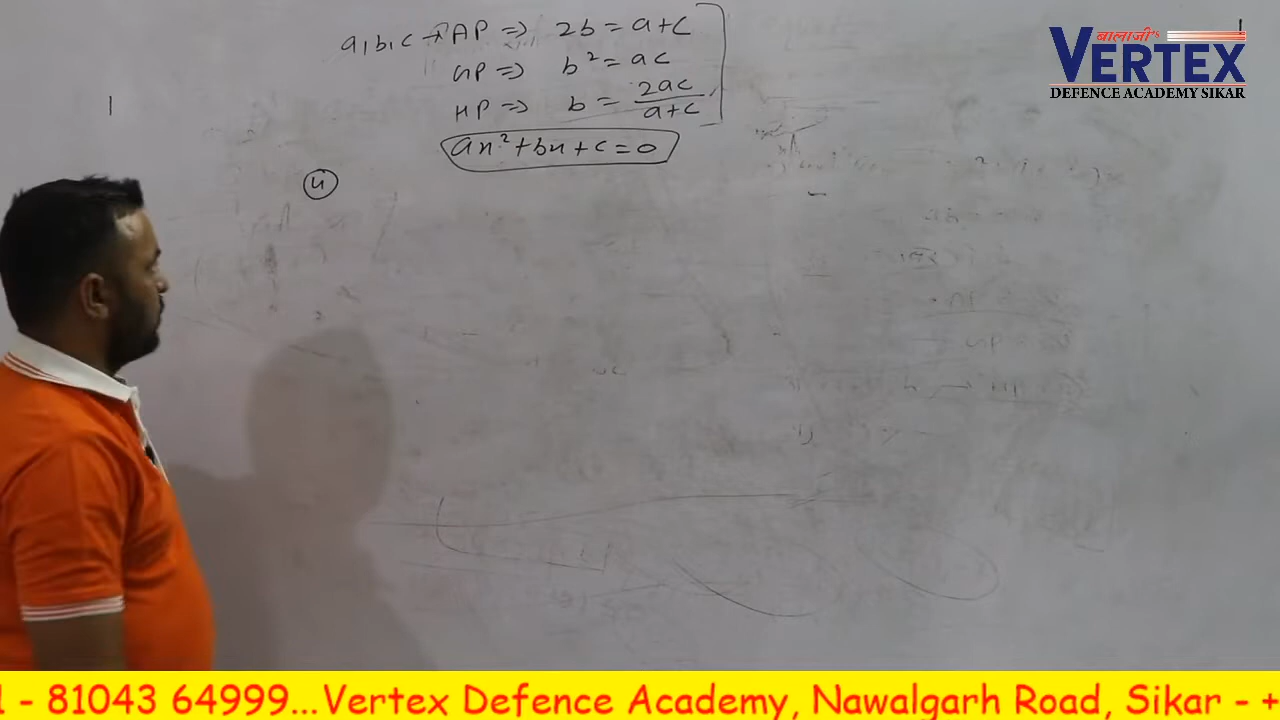 a,b,c → AP ⇒ 2b = a+c
GP ⇒ b² = ac
HP ⇒ b = 2ac/a+c
ax²+bx+c=0
4
बालाजी's
VERTEX
DEFENCE ACADEMY SIKAR
- 81043 64999...Vertex Defence Academy, Nawalgarh Road, Sikar - +